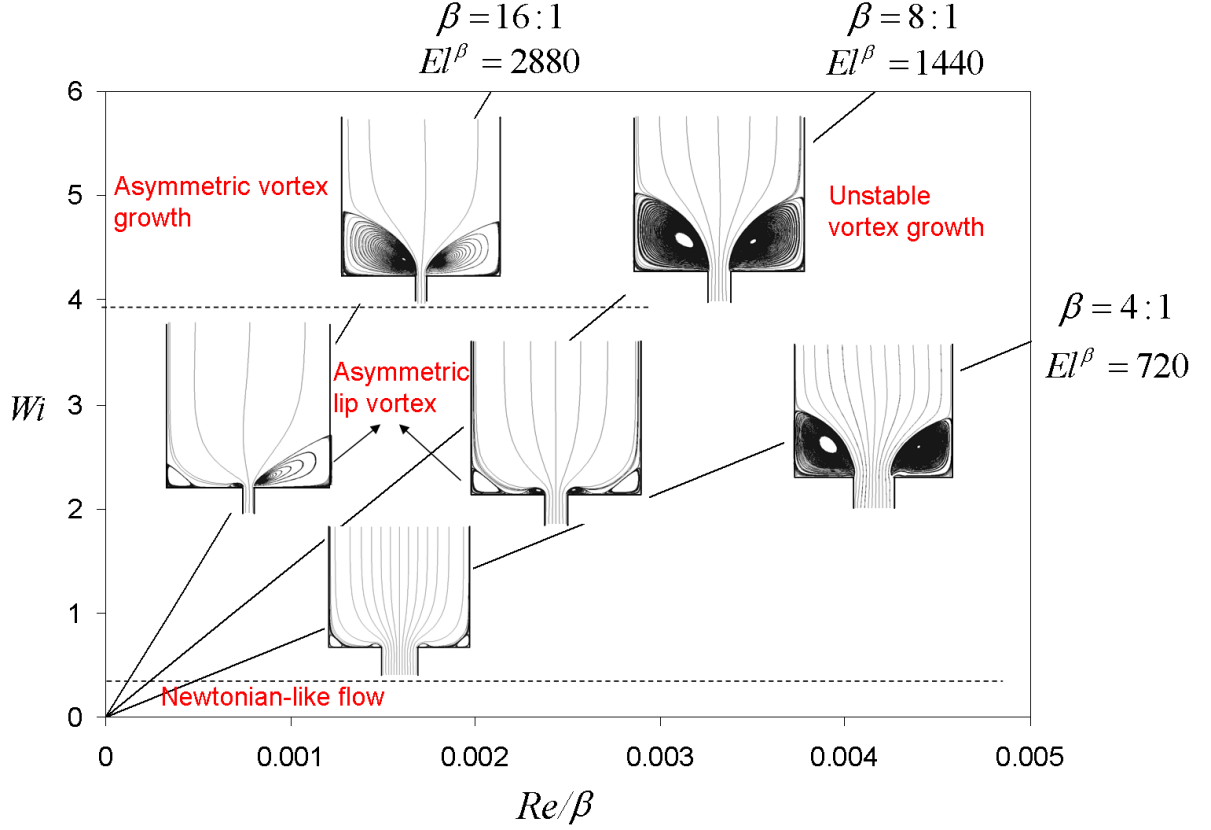 β = 16 : 1
El^β = 2880
β = 8 : 1
El^β = 1440
6
5
4
3
2
1
0
Wi
Asymmetric vortex
growth
Unstable
vortex growth
β = 4 : 1
El^β = 720
Asymmetric
lip vortex
Newtonian-like flow
0
0.001
0.002
0.003
0.004
0.005
Re/β